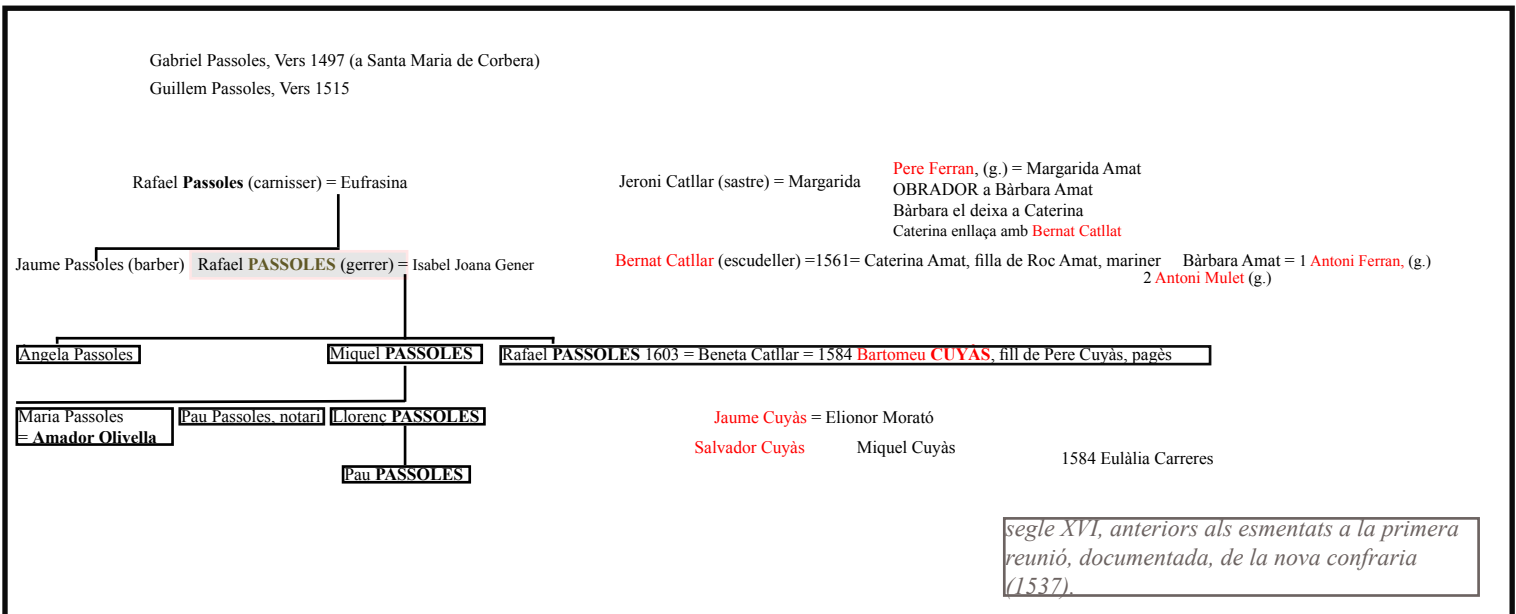 Gabriel Passoles, Vers 1497 (a Santa Maria de Corbera)
Guillem Passoles, Vers 1515
Rafael Passoles (carnisser) = Eufrasina
Jeroni Catllar (sastre) = Margarida
Pere Ferran, (g.) = Margarida Amat
OBRADOR a Bàrbara Amat
Bàrbara el deixa a Caterina
Caterina enllaça amb Bernat Catllat
Jaume Passoles (barber)
Rafael PASSOLES (gerrer) = Isabel Joana Gener
Bernat Catllar (escudeller) =1561= Caterina Amat, filla de Roc Amat, mariner
Bàrbara Amat = 1 Antoni Ferran, (g.)
2 Antoni Mulet (g.)
Àngela Passoles
Miquel PASSOLES
Rafael PASSOLES 1603 = Beneta Catllar = 1584 Bartomeu CUYÀS, fill de Pere Cuyàs, pagès
Maria Passoles
= Amador Olivella
Pau Passoles, notari
Llorenç PASSOLES
Jaume Cuyàs = Elionor Morató
Salvador Cuyàs
Miquel Cuyàs
1584 Eulàlia Carreres
Pau PASSOLES
segle XVI, anteriors als esmentats a la primera
reunió, documentada, de la nova confraria
(1537).